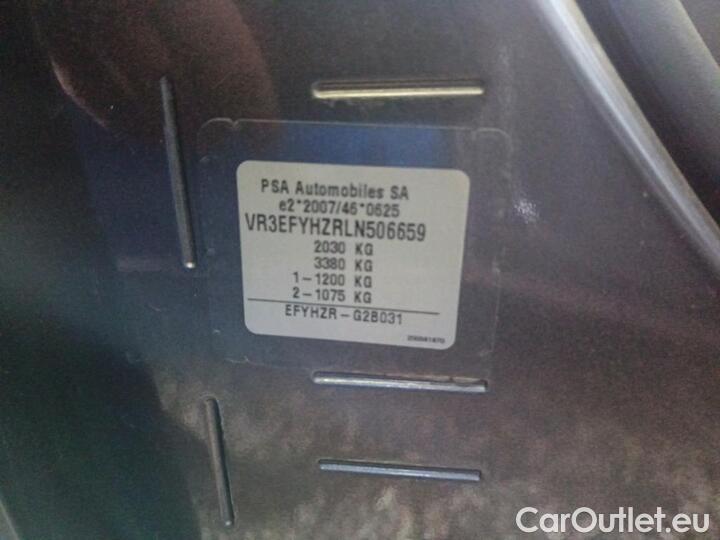 PSA Automobiles SA
e2*2007/46*0625
VR3EFYHZRLN506659
2030 KG
3380 KG
1-1200 KG
2-1075 KG
EFYHZR-G2B031
CarOutlet.eu